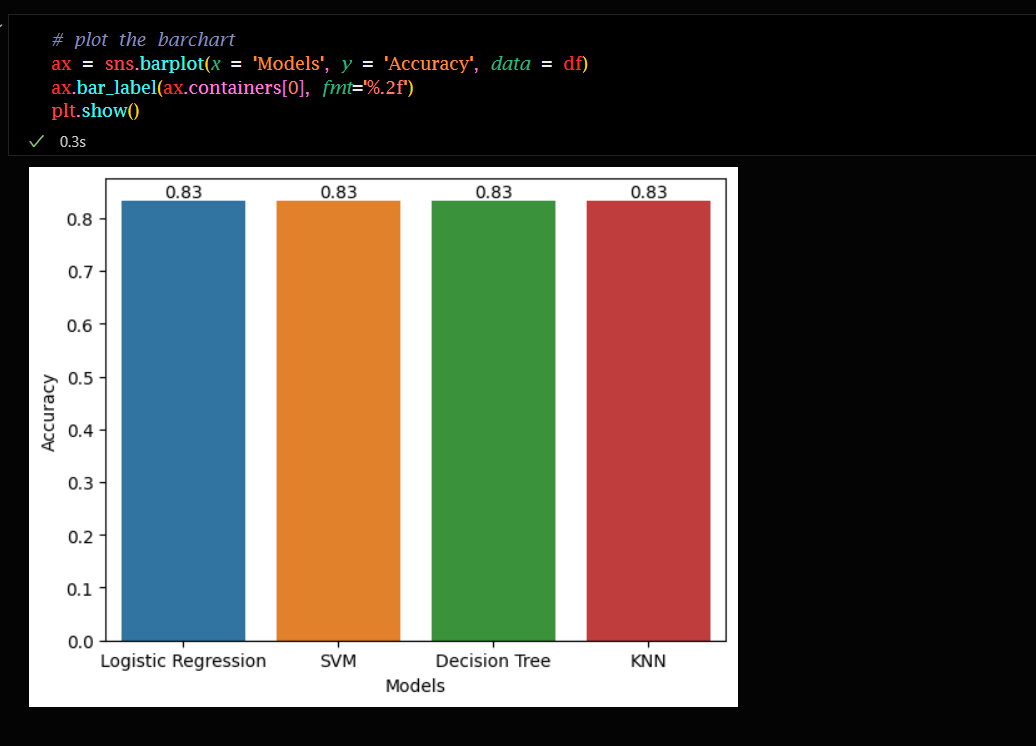 # plot the barchart
ax = sns.barplot(x = 'Models', y = 'Accuracy', data = df)
ax.bar_label(ax.containers[0], fmt='%.2f')
plt.show()
0.3s
0.83 0.83 0.83 0.83
0.8
0.7
0.6
0.5
0.4
0.3
0.2
0.1
0.0
Accuracy
Logistic Regression SVM Decision Tree KNN
Models